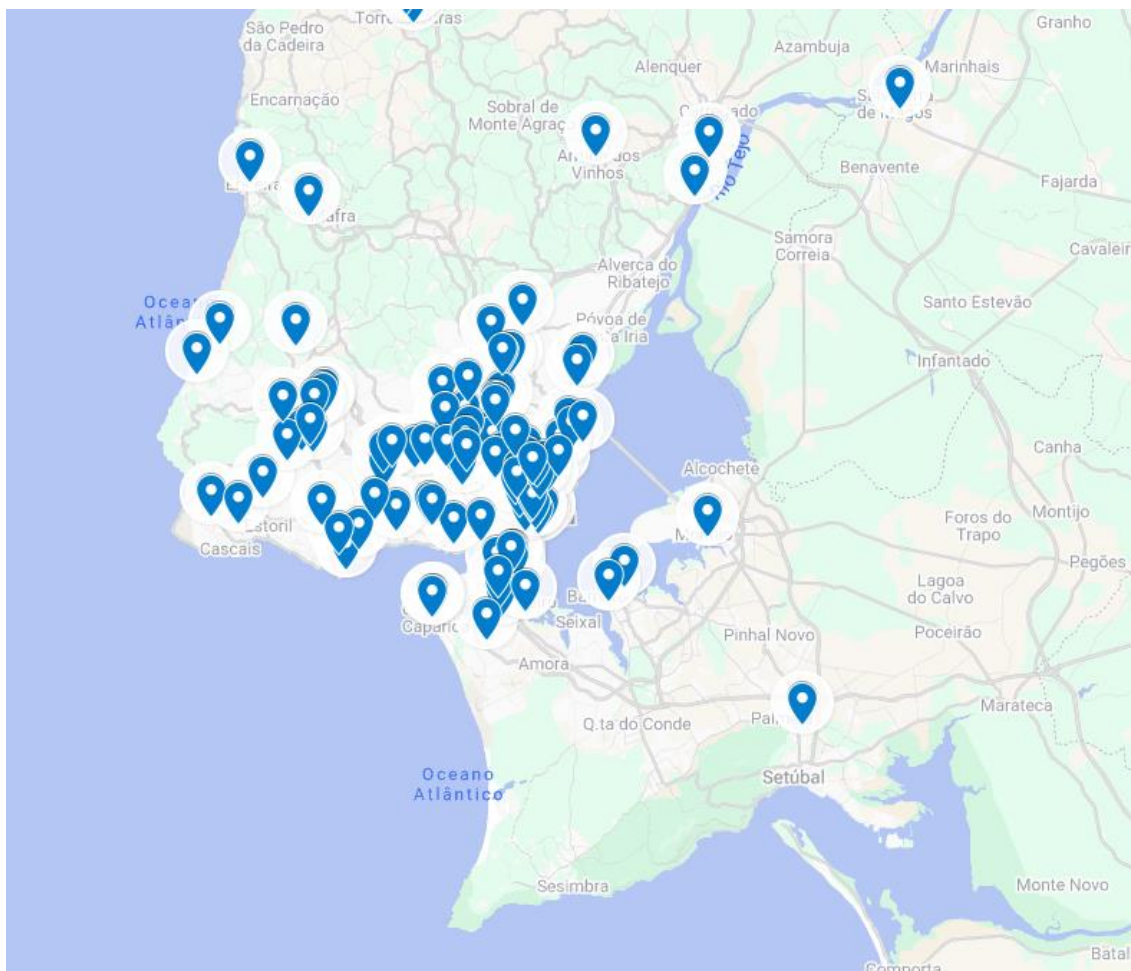 São Pedro
da Cadeira
Granho
Azambuja
Marinhais
Alenquer
Encarnação
Sobral de
Monte Agraço
Vinhos
Benavente
Fajarda
Rio Tejo
Samora
Correia
Alverca do
Ribatejo
Santo Estevão
Oceano
Atlântico
Póvoa de
Infantado
Canha
Alcochete
Estoril
Cascais
Foros do
Trapo
Montijo
Pegões
Lagoa
do Calvo
Seixal
Pinhal Novo
Poceirão
Amora
Marateca
Q.ta do Conde
Setúbal
Oceano
Atlântico
Sesimbra
Monte Novo
Comporta
Batal